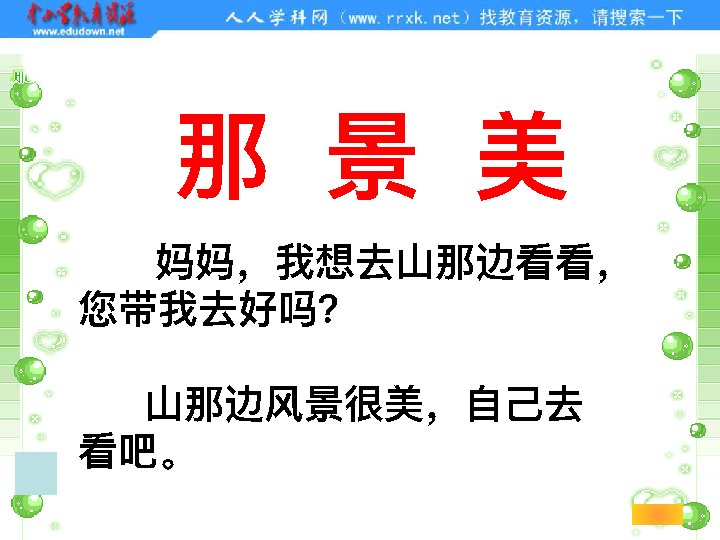 中小学教育资源
www.edudown.net
人人学科网（www.rrxk.net）找教育资源，请搜索一下
那 景 美
妈妈，我想去山那边看看，
您带我去好吗？
山那边风景很美，自己去
看吧。